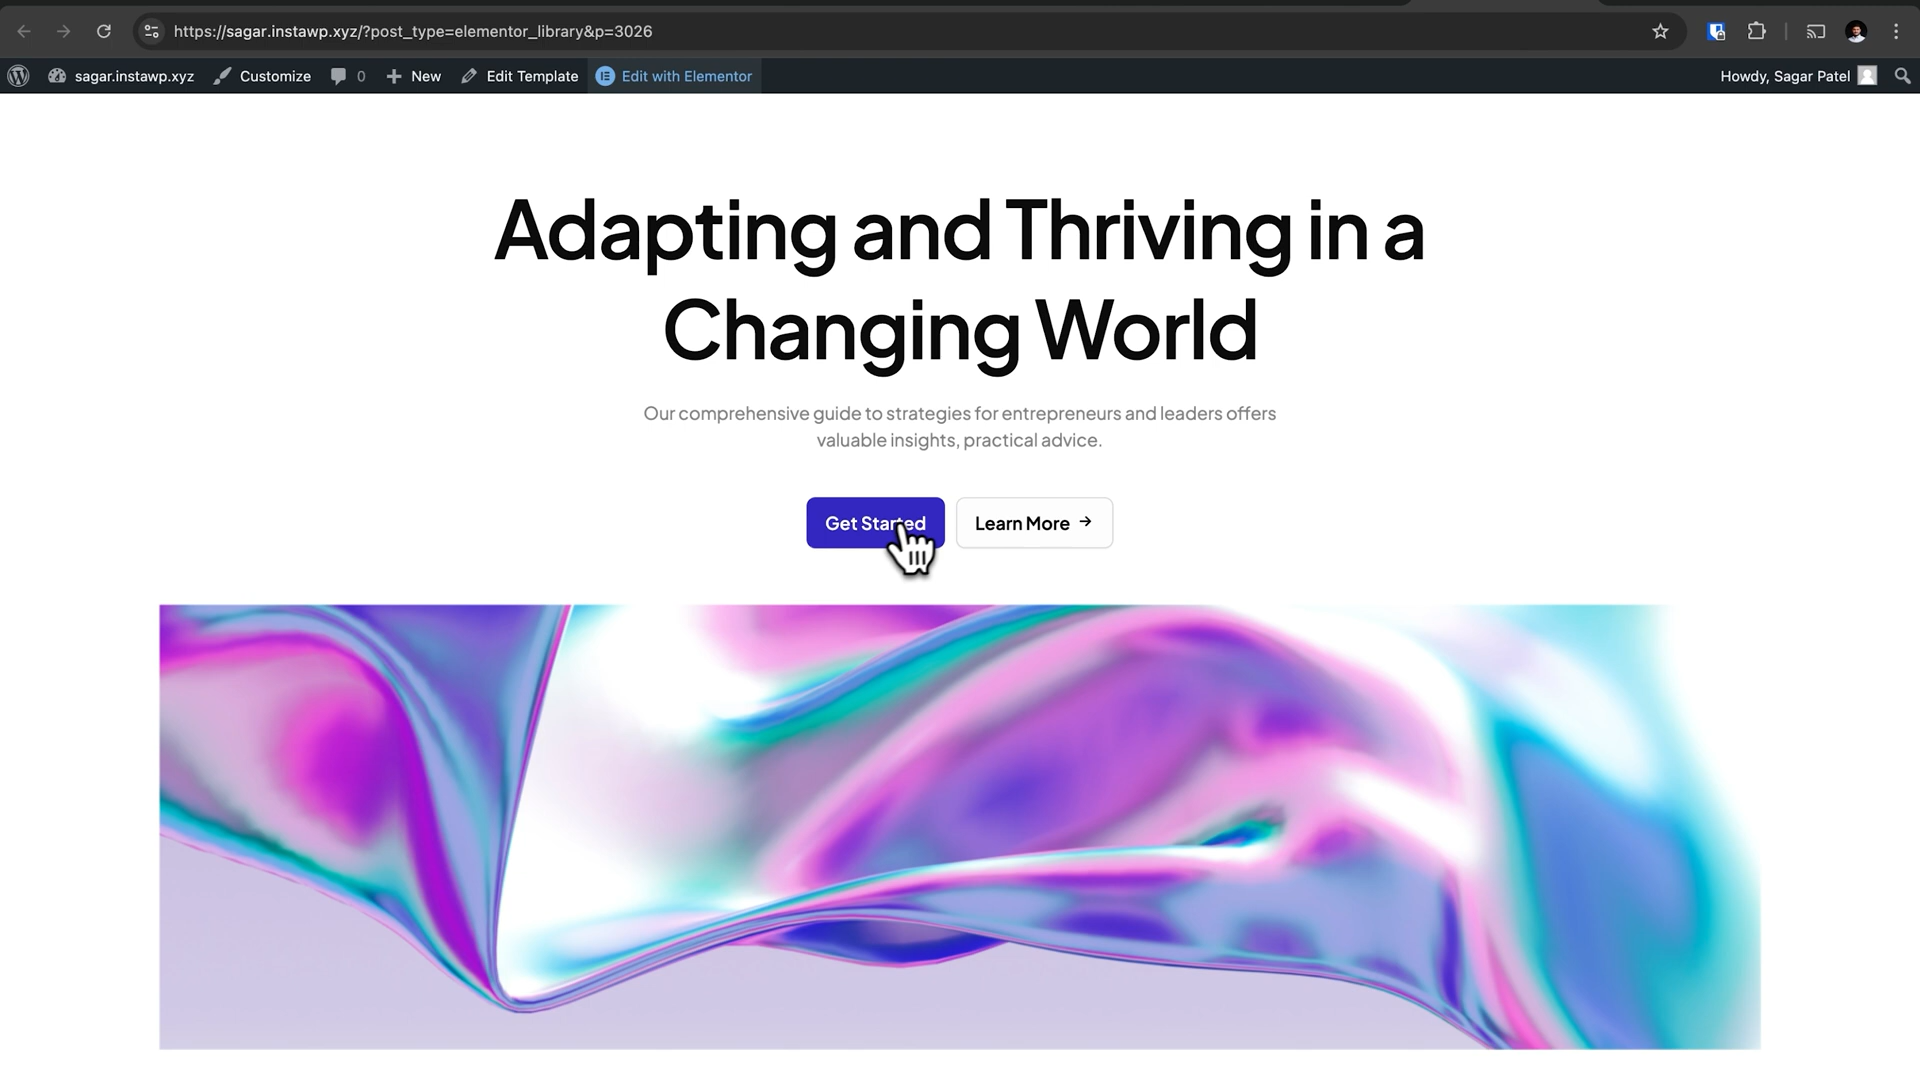 https://sagar.instawp.xyz/?post_type=elementor_library&p=3026
sagar.instawp.xyz Customize 0 New Edit Template Edit with Elementor Howdy, Sagar Patel
Adapting and Thriving in a
Changing World
Our comprehensive guide to strategies for entrepreneurs and leaders offers
valuable insights, practical advice.
Get Started Learn More →